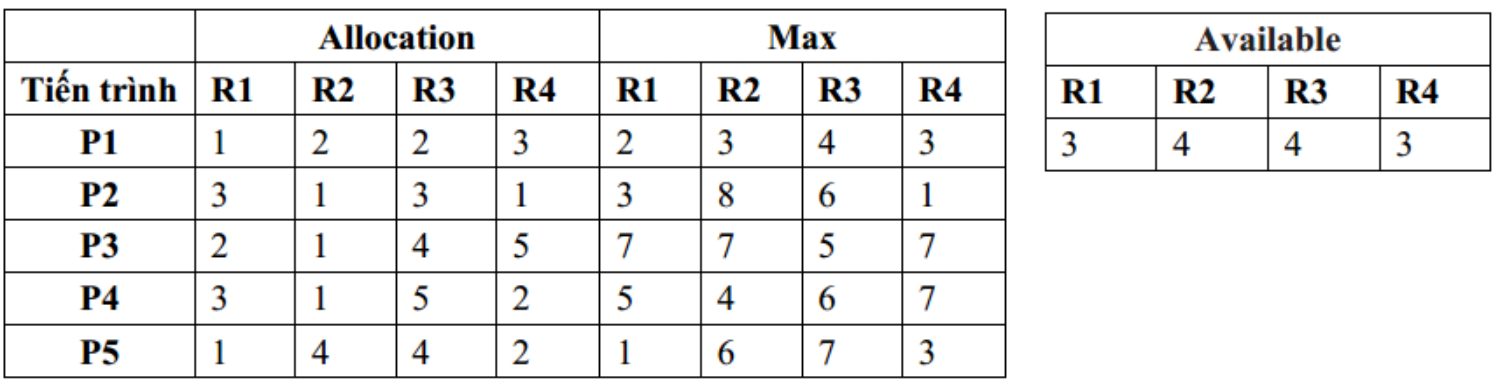 Allocation Max
Tiến trình R1 R2 R3 R4 R1 R2 R3 R4
P1 1 2 2 3 2 3 4 3
P2 3 1 3 1 3 8 6 1
P3 2 1 4 5 7 7 5 7
P4 3 1 5 2 5 4 6 7
P5 1 4 4 2 1 6 7 3
Available
R1 R2 R3 R4
3 4 4 3